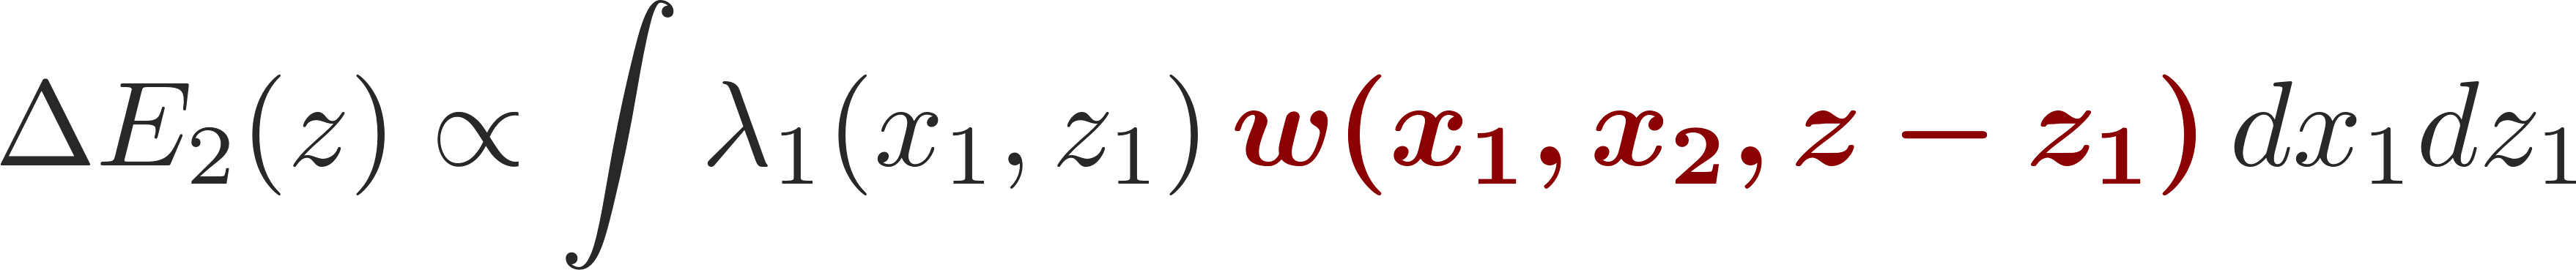 ΔE₂(z) ∝ ∫ λ₁(x₁, z₁) w(x₁, x₂, z − z₁) dx₁dz₁